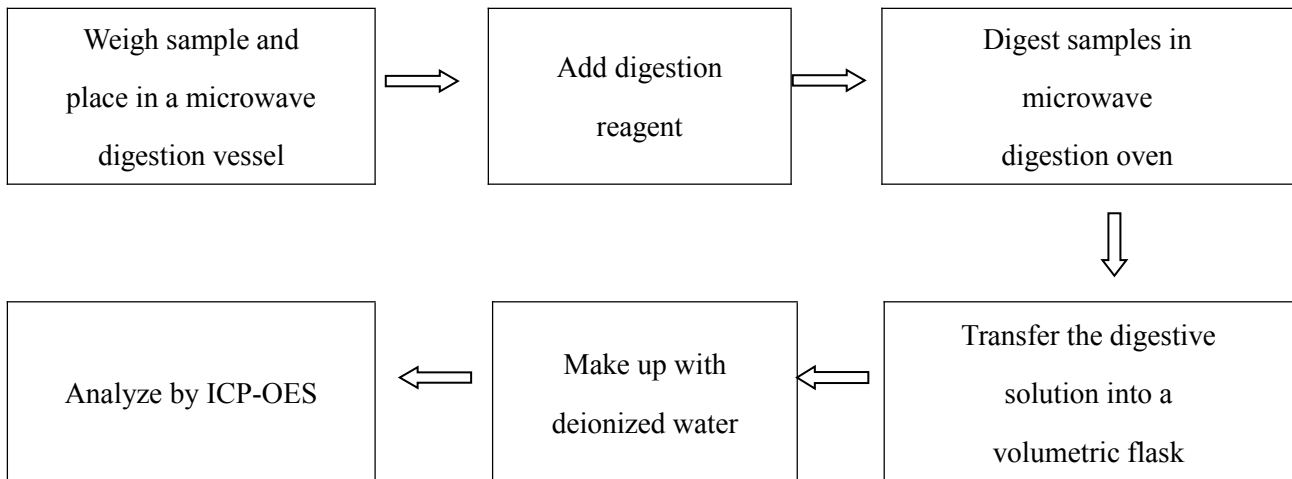 Weigh sample and
place in a microwave
digestion vessel
Add digestion
reagent
Digest samples in
microwave
digestion oven
Transfer the digestive
solution into a
volumetric flask
Make up with
deionized water
Analyze by ICP-OES